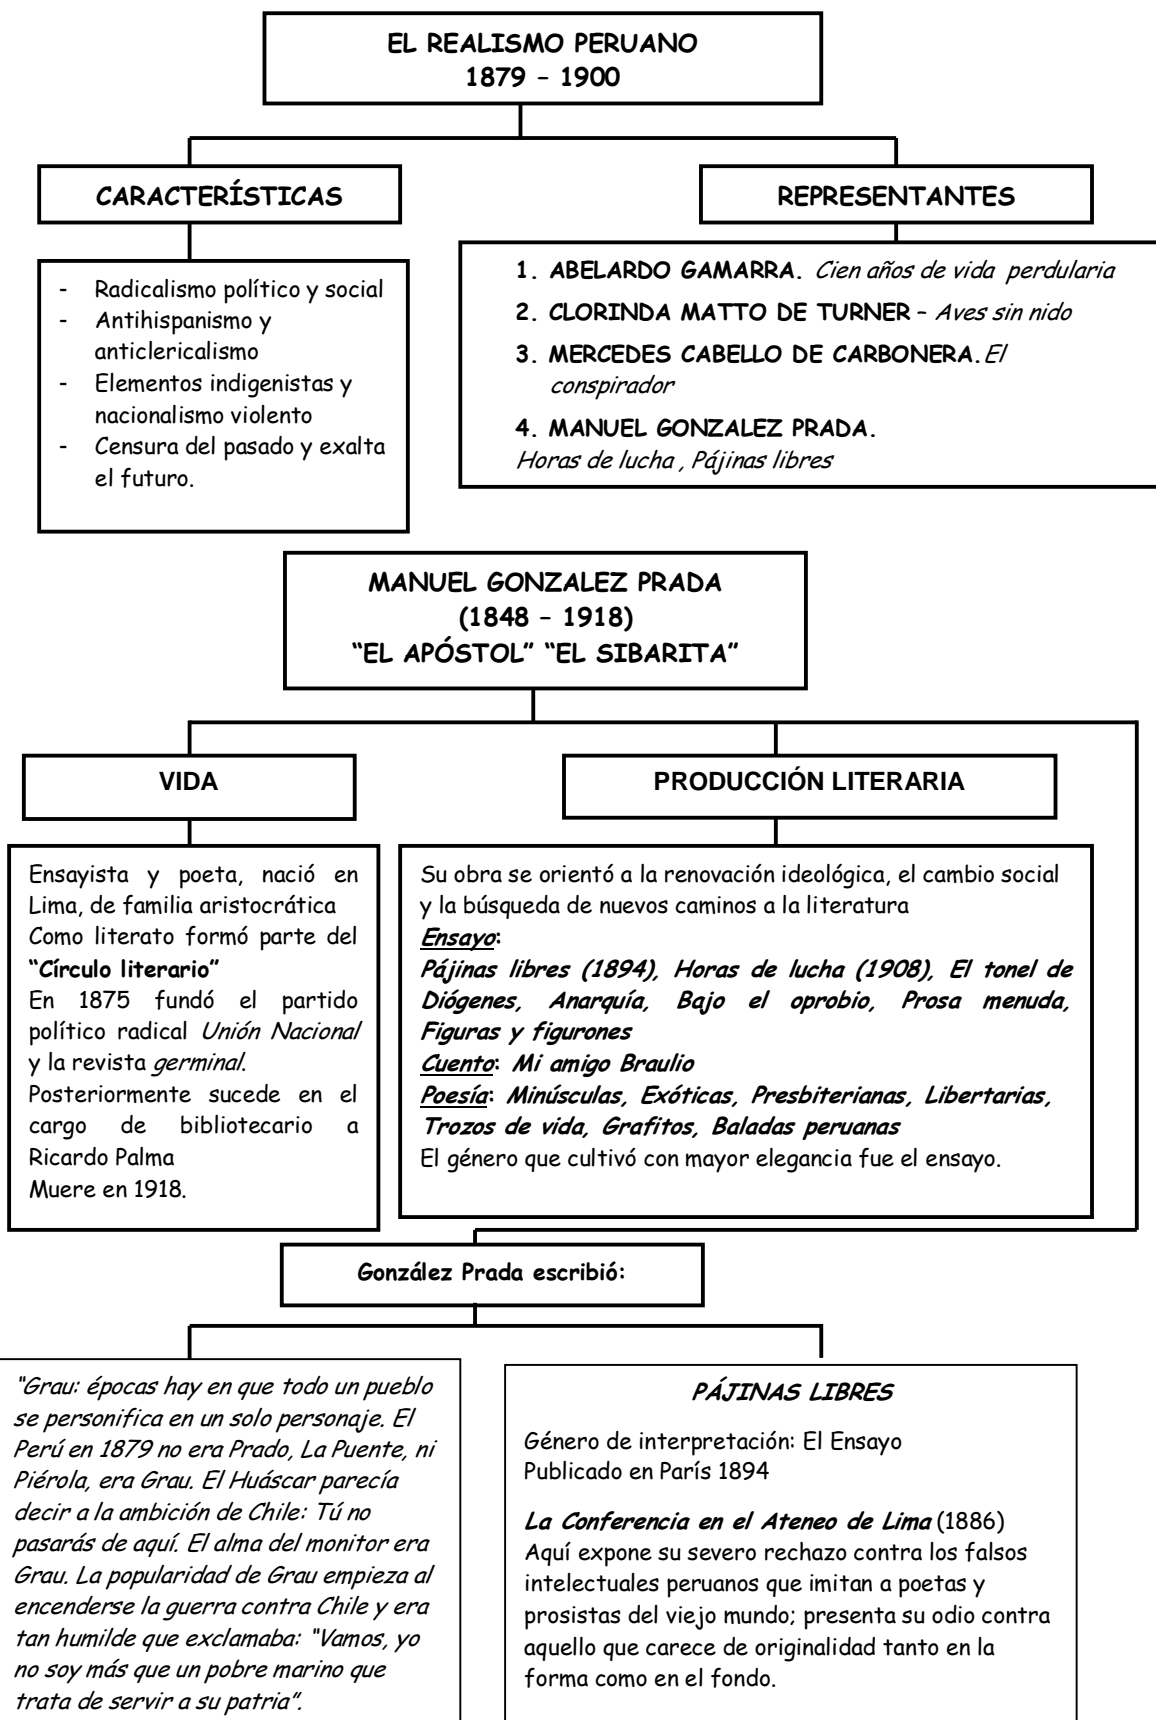 EL REALISMO PERUANO
1879 – 1900
CARACTERÍSTICAS
- Radicalismo político y social
- Antihispanismo y
anticlericalismo
- Elementos indigenistas y
nacionalismo violento
- Censura del pasado y exalta
el futuro.
REPRESENTANTES
1. ABELARDO GAMARRA. Cien años de vida perdularia
2. CLORINDA MATTO DE TURNER – Aves sin nido
3. MERCEDES CABELLO DE CARBONERA. El
conspirador
4. MANUEL GONZALEZ PRADA.
Horas de lucha , Pájinas libres
MANUEL GONZALEZ PRADA
(1848 – 1918)
“EL APÓSTOL” “EL SIBARITA”
VIDA
Ensayista y poeta, nació en
Lima, de familia aristocrática
Como literato formó parte del
“Círculo literario”
En 1875 fundó el partido
político radical Unión Nacional
y la revista germinal.
Posteriormente sucede en el
cargo de bibliotecario a
Ricardo Palma
Muere en 1918.
PRODUCCIÓN LITERARIA
Su obra se orientó a la renovación ideológica, el cambio social
y la búsqueda de nuevos caminos a la literatura
Ensayo:
Pájinas libres (1894), Horas de lucha (1908), El tonel de
Diógenes, Anarquía, Bajo el oprobio, Prosa menuda,
Figuras y figurones
Cuento: Mi amigo Braulio
Poesía: Minúsculas, Exóticas, Presbiterianas, Libertarias,
Trozos de vida, Grafitos, Baladas peruanas
El género que cultivó con mayor elegancia fue el ensayo.
González Prada escribió:
“Grau: épocas hay en que todo un pueblo
se personifica en un solo personaje. El
Perú en 1879 no era Prado, La Puente, ni
Piérola, era Grau. El Huáscar parecía
decir a la ambición de Chile: Tú no
pasarás de aquí. El alma del monitor era
Grau. La popularidad de Grau empieza al
encenderse la guerra contra Chile y era
tan humilde que exclamaba: “Vamos, yo
no soy más que un pobre marino que
trata de servir a su patria”.
PÁJINAS LIBRES
Género de interpretación: El Ensayo
Publicado en París 1894
La Conferencia en el Ateneo de Lima (1886)
Aquí expone su severo rechazo contra los falsos
intelectuales peruanos que imitan a poetas y
prosistas del viejo mundo; presenta su odio contra
aquello que carece de originalidad tanto en la
forma como en el fondo.